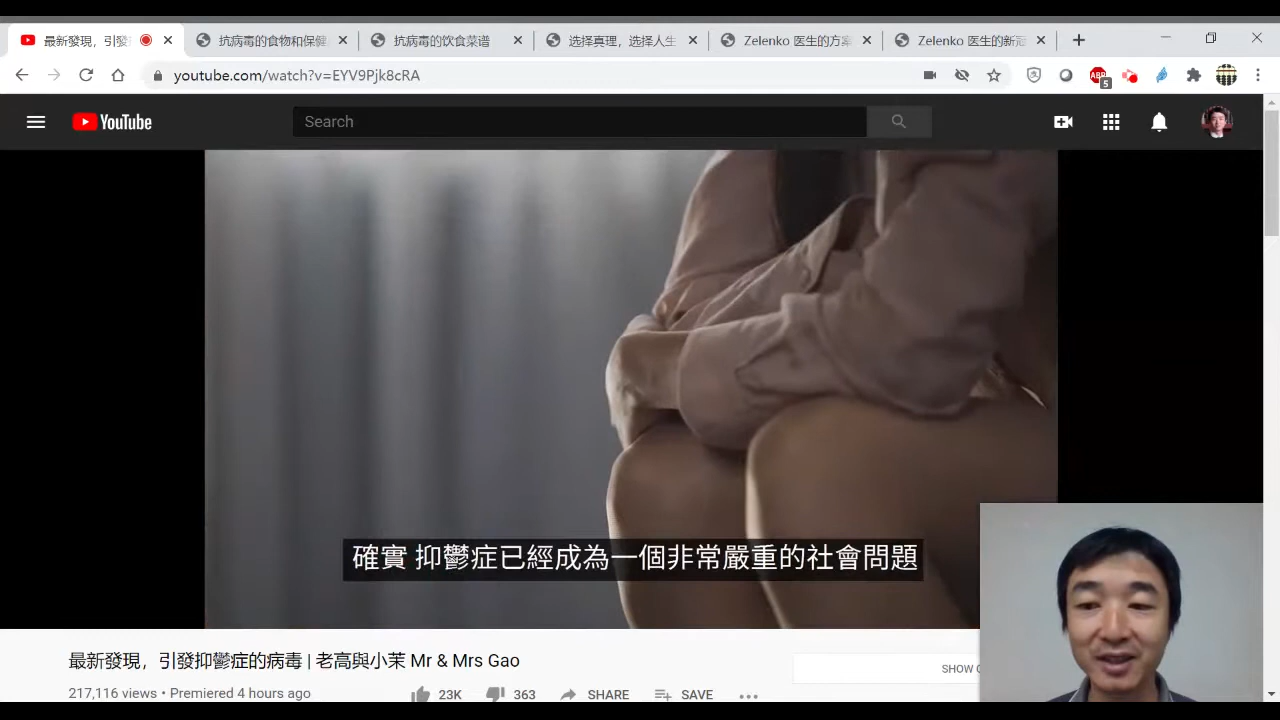 最新發現，引發
抗病毒的食物和保健
抗病毒的饮食菜谱
选择真理，选择人生
Zelenko 医生的方案
Zelenko 医生的新冠
youtube.com/watch?v=EYV9Pjk8cRA
ABP
5
YouTube
Search
確實 抑鬱症已經成為一個非常嚴重的社會問題
最新發現，引發抑鬱症的病毒 | 老高與小茉 Mr & Mrs Gao
SHOW
217,116 views • Premiered 4 hours ago
23K
363
SHARE
SAVE